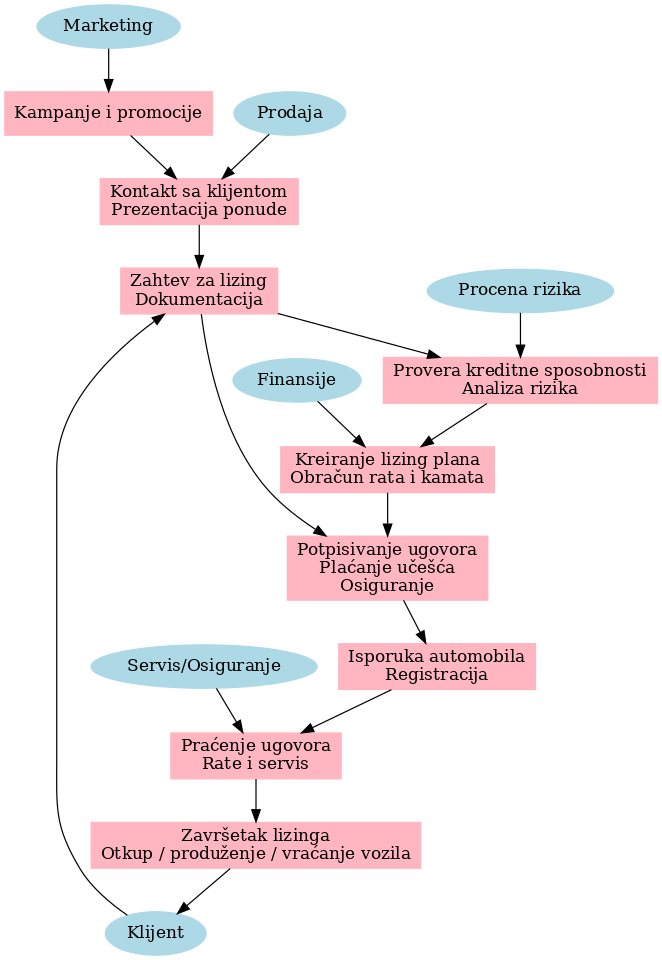 Marketing
Kampanje i promocije
Prodaja
Kontakt sa klijentom
Prezentacija ponude
Zahtev za lizing
Dokumentacija
Procena rizika
Provera kreditne sposobnosti
Analiza rizika
Finansije
Kreiranje lizing plana
Obračun rata i kamata
Potpisivanje ugovora
Plaćanje učešća
Osiguranje
Isporuka automobila
Registracija
Servis/Osiguranje
Praćenje ugovora
Rate i servis
Završetak lizinga
Otkup / produženje / vraćanje vozila
Klijent